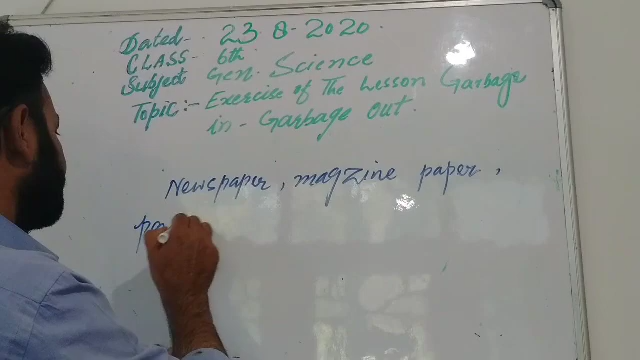 Dated- 23 8-2020.
CLASS- 6th
Subject Gen. Science
Topic:- Exercise of The Lesson Garbage
in- Garbage out.
Newspaper, magzine paper,